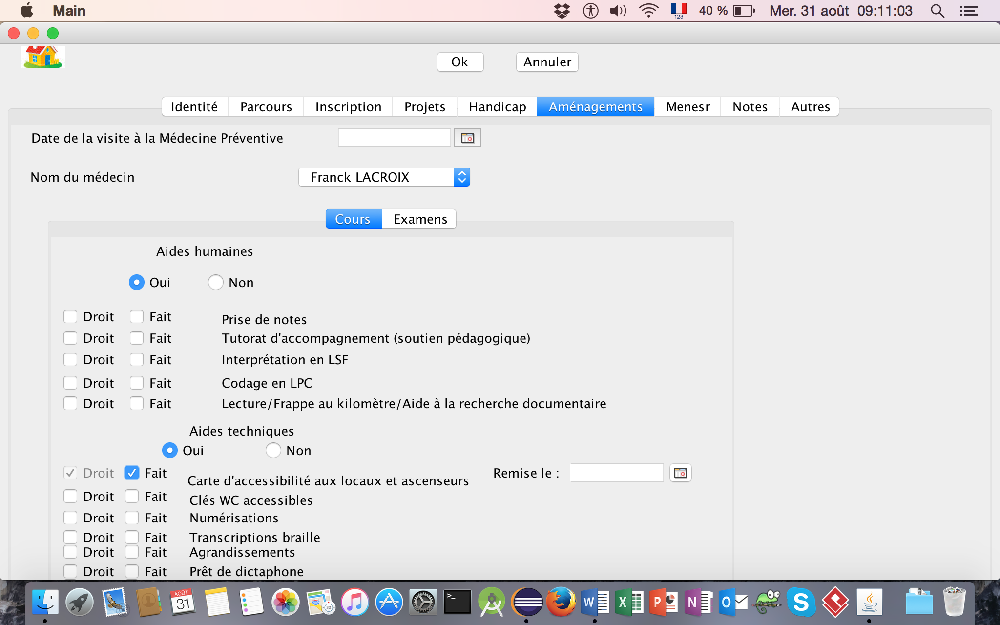 Main 123 40 % Mer. 31 août 09:11:03
Ok Annuler
Identité Parcours Inscription Projets Handicap Aménagements Menesr Notes Autres
Date de la visite à la Médecine Préventive
Nom du médecin Franck LACROIX
Cours Examens
Aides humaines
Oui Non
Droit Fait Prise de notes
Droit Fait Tutorat d'accompagnement (soutien pédagogique)
Droit Fait Interprétation en LSF
Droit Fait Codage en LPC
Droit Fait Lecture/Frappe au kilomètre/Aide à la recherche documentaire
Aides techniques
Oui Non
Droit Fait Carte d'accessibilité aux locaux et ascenseurs Remise le :
Droit Fait Clés WC accessibles
Droit Fait Numérisations
Droit Fait Transcriptions braille
Droit Fait Agrandissements
Droit Fait Prêt de dictaphone
AOÛT
31
280 3D >_ W X P N O S